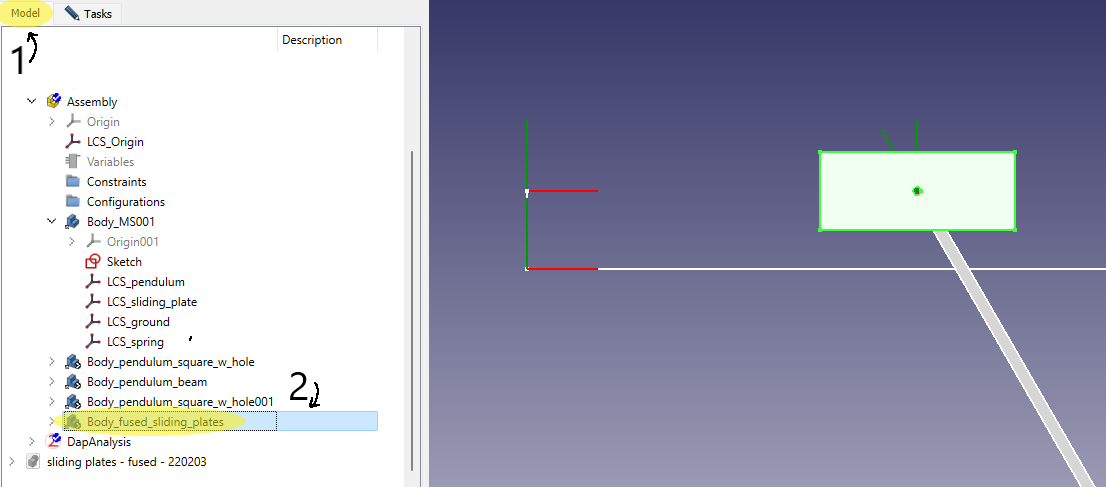 Model Tasks
1
Description
Assembly
Origin
LCS_Origin
Variables
Constraints
Configurations
Body_MS001
Origin001
Sketch
LCS_pendulum
LCS_sliding_plate
LCS_ground
LCS_spring
Body_pendulum_square_w_hole
Body_pendulum_beam
2
Body_pendulum_square_w_hole001
Body_fused_sliding_plates
DapAnalysis
sliding plates - fused - 220203